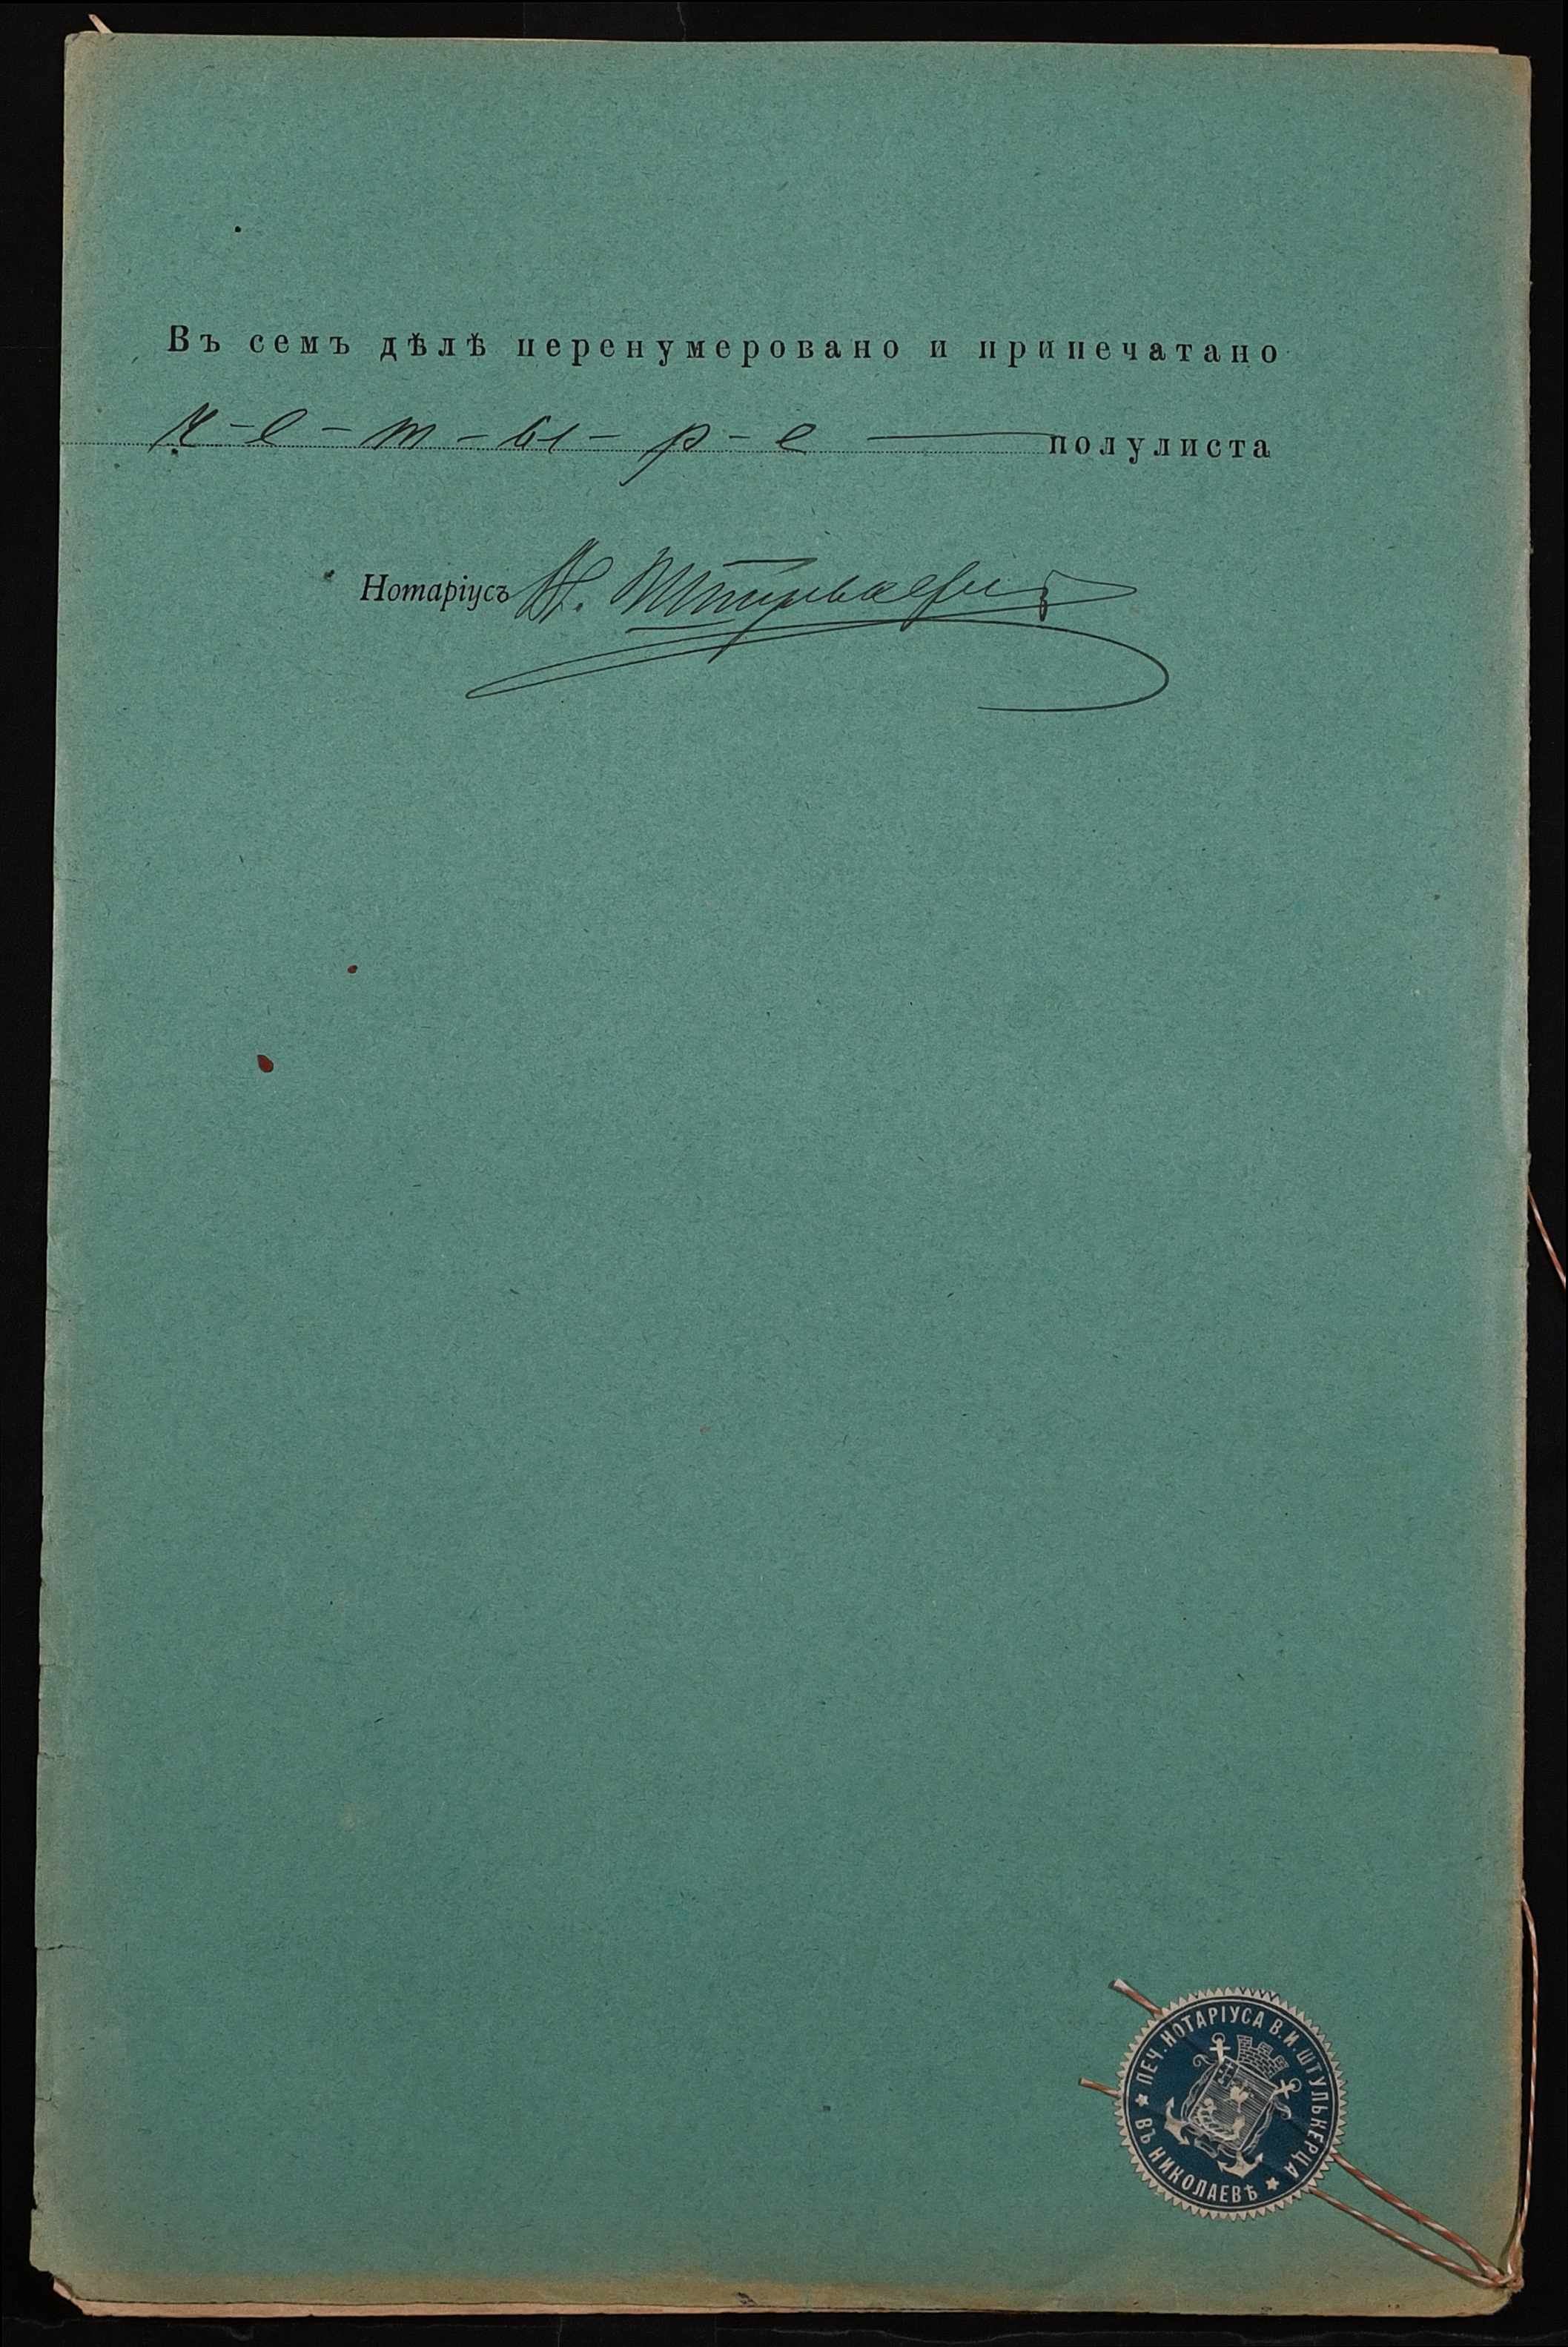 Въ семъ дѣлѣ перенумеровано и припечатано
ч-е-т-ы-р-е полулиста
Нотаріусъ В.
ПЕЧ. НОТАРІУСА В. И. ШТУЛЬКЕРЦА
ВЪ НИКОЛАЕВѢ